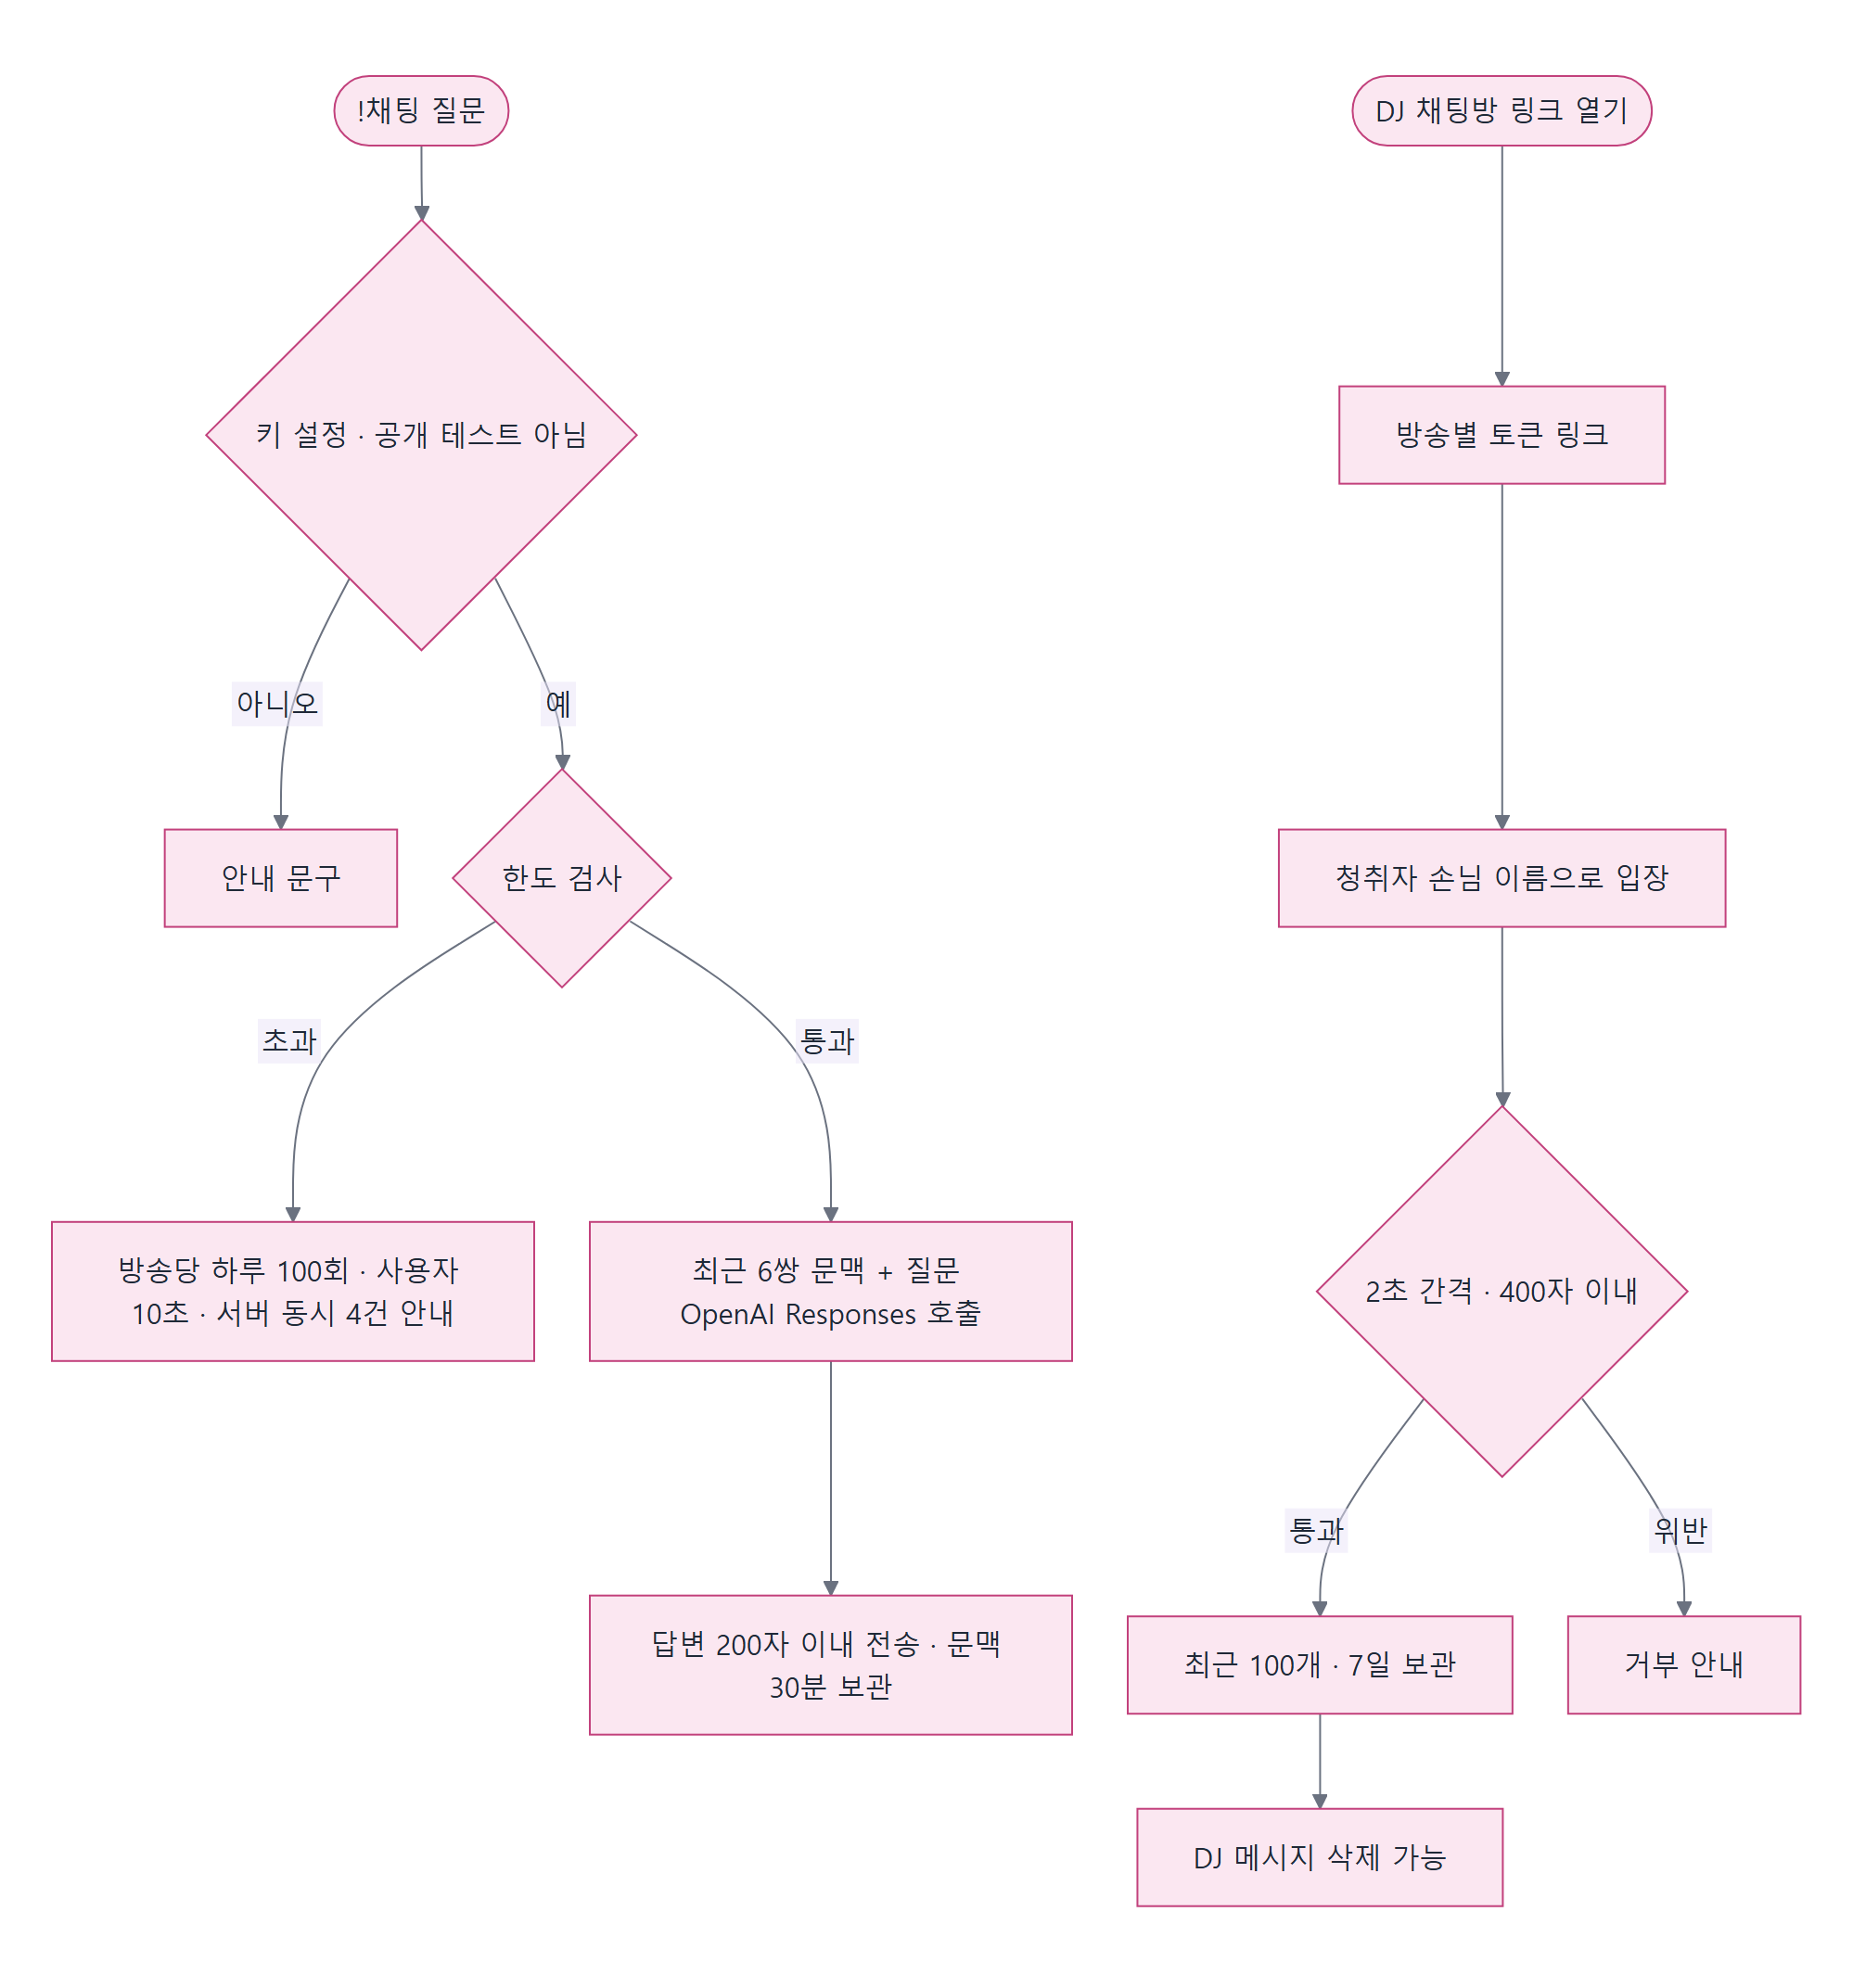 !채팅 질문
키 설정 · 공개 테스트 아님
아니오
예
안내 문구
한도 검사
초과
통과
방송당 하루 100회 · 사용자
10초 · 서버 동시 4건 안내
최근 6쌍 문맥 + 질문
OpenAI Responses 호출
답변 200자 이내 전송 · 문맥
30분 보관
DJ 채팅방 링크 열기
방송별 토큰 링크
청취자 손님 이름으로 입장
2초 간격 · 400자 이내
통과
위반
최근 100개 · 7일 보관
거부 안내
DJ 메시지 삭제 가능